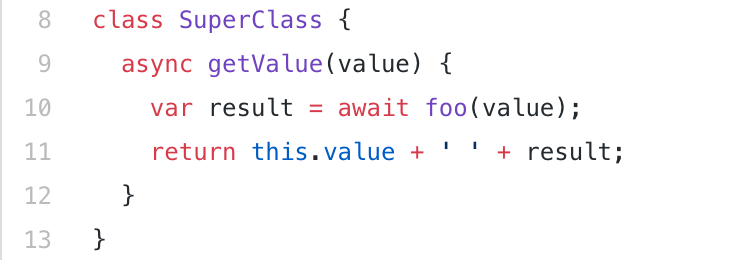 8 class SuperClass {
9 async getValue(value) {
10 var result = await foo(value);
11 return this.value + ' ' + result;
12 }
13 }